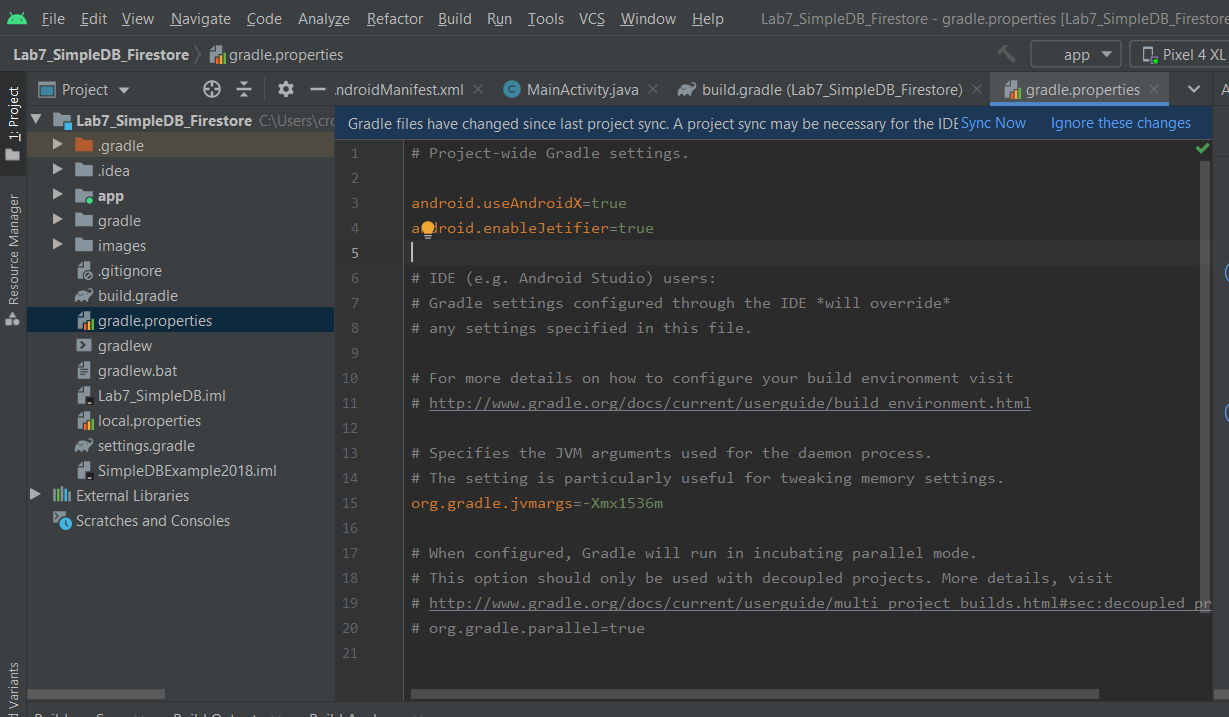 File Edit View Navigate Code Analyze Refactor Build Run Tools VCS Window Help Lab7_SimpleDB_Firestore - gradle.properties [Lab7_SimpleDB_Firestore
Lab7_SimpleDB_Firestore gradle.properties app Pixel 4 XL
1: Project
Resource Manager
Variants
Project
ndroidManifest.xml MainActivity.java build.gradle (Lab7_SimpleDB_Firestore) gradle.properties
Lab7_SimpleDB_Firestore C:\Users\cro
.gradle
.idea
app
gradle
images
.gitignore
build.gradle
gradle.properties
gradlew
gradlew.bat
Lab7_SimpleDB.iml
local.properties
settings.gradle
SimpleDBExample2018.iml
External Libraries
Scratches and Consoles
Gradle files have changed since last project sync. A project sync may be necessary for the IDE Sync Now Ignore these changes
1 # Project-wide Gradle settings.
2
3 android.useAndroidX=true
4 android.enableJetifier=true
5
6 # IDE (e.g. Android Studio) users:
7 # Gradle settings configured through the IDE *will override*
8 # any settings specified in this file.
9
10 # For more details on how to configure your build environment visit
11 # http://www.gradle.org/docs/current/userguide/build_environment.html
12
13 # Specifies the JVM arguments used for the daemon process.
14 # The setting is particularly useful for tweaking memory settings.
15 org.gradle.jvmargs=-Xmx1536m
16
17 # When configured, Gradle will run in incubating parallel mode.
18 # This option should only be used with decoupled projects. More details, visit
19 # http://www.gradle.org/docs/current/userguide/multi_project_builds.html#sec:decoupled_pr
20 # org.gradle.parallel=true
21